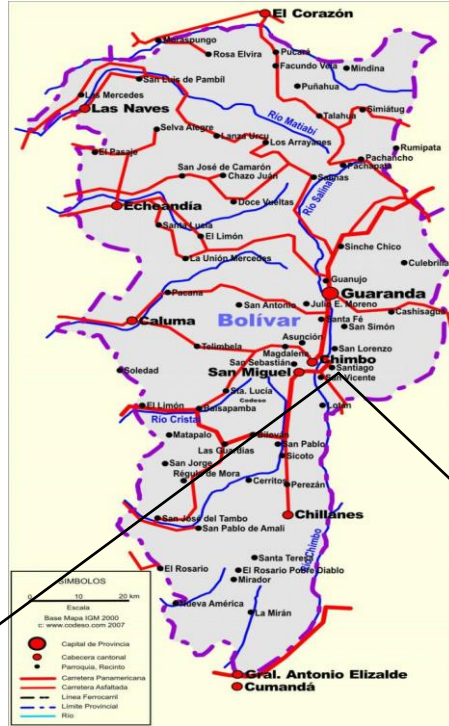 El Corazón
Moraspungo
Rosa Elvira
Pucará
Facundo Vela
Mindina
San Luis de Pambil
Puñahua
Las Mercedes
Las Naves
Río Matiabí
Simiátug
Talahua
Selva Alegre
Lanza Urcu
Los Arrayanes
Rumipata
El Pasaje
Pachancho
Pachapata
San José de Camarón
Chazo Juán
Salinas
Río Salinas
Echeandía
Doce Vueltas
Santa Lucía
El Limón
Sinche Chico
La Unión Mercedes
Culebrilla
Guanujo
Guaranda
Pacana
San Antonio
Julio E. Moreno
Cashisagua
Caluma
Bolívar
Santa Fé
San Simón
Asunción
Telimbela
Magdalena
San Lorenzo
San Sebastián
Chimbo
Soledad
San Miguel
Santiago
San Vicente
Sta. Lucía
Codeso
El Limón
Balsapamba
Lotán
Río Cristal
Matapalo
Bilován
Las Guardias
San Pablo
Sicoto
San Jorge
Régulo de Mora
Cerritos
Perezán
San José del Tambo
Chillanes
San Pablo de Amalí
Río Chimbo
Santa Teresa
El Rosario
El Rosario Pobre Diablo
Mirador
SIMBOLOS
Nueva América
La Mirán
0 10 20 km
Escala
Base Mapa IGM 2000
c: www.codeso.com 2007
Capital de Provincia
Cabecera cantonal
Parroquia, Recinto
Carretera Panamericana
Carretera Asfaltada
Línea Ferrocarril
Límite Provincial
Río
Gral. Antonio Elizalde
Cumandá